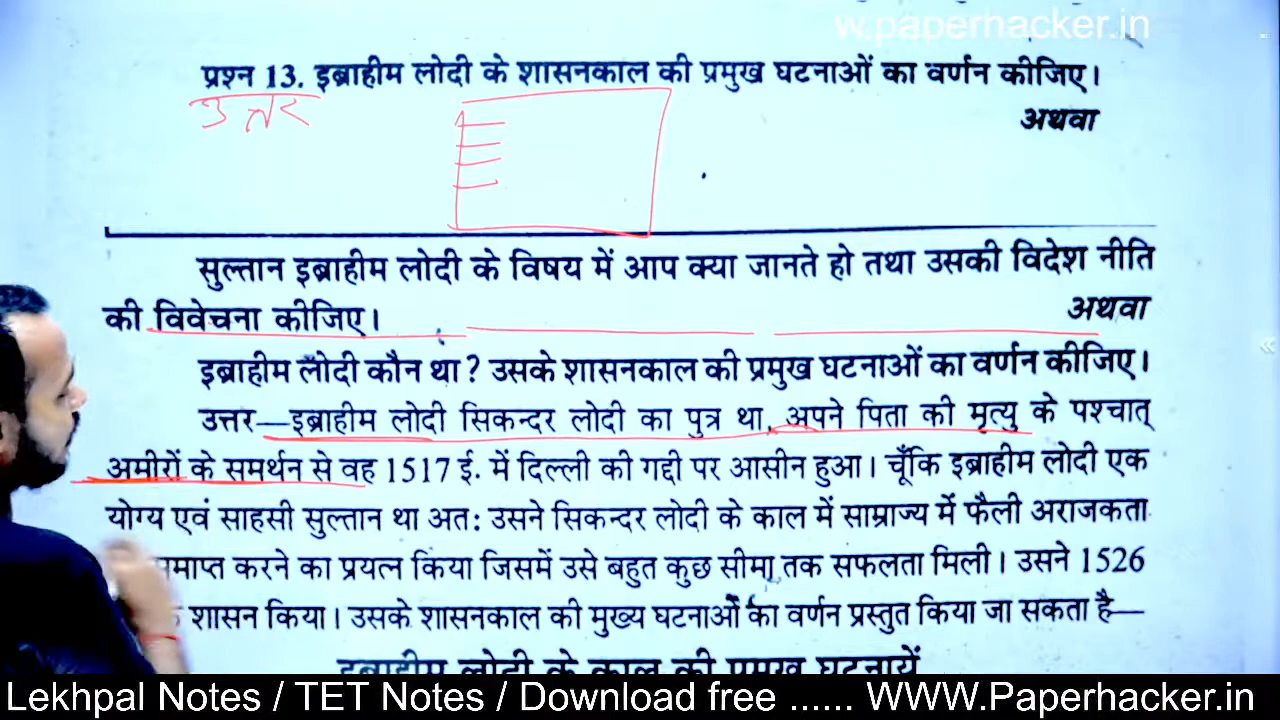 w.paperhacker.in
प्रश्न 13. इब्राहीम लोदी के शासनकाल की प्रमुख घटनाओं का वर्णन कीजिए।
उत्तर
अथवा
सुल्तान इब्राहीम लोदी के विषय में आप क्या जानते हो तथा उसकी विदेश नीति
की विवेचना कीजिए।
अथवा
इब्राहीम लोदी कौन था? उसके शासनकाल की प्रमुख घटनाओं का वर्णन कीजिए।
उत्तर—इब्राहीम लोदी सिकन्दर लोदी का पुत्र था, अपने पिता की मृत्यु के पश्चात्
अमीरों के समर्थन से वह 1517 ई. में दिल्ली की गद्दी पर आसीन हुआ। चूँकि इब्राहीम लोदी एक
योग्य एवं साहसी सुल्तान था अतः उसने सिकन्दर लोदी के काल में साम्राज्य में फैली अराजकता
करने का प्रयत्न किया जिसमें उसे बहुत कुछ सीमा तक सफलता मिली। उसने 1526
शासन किया। उसके शासनकाल की मुख्य घटनाओं का वर्णन प्रस्तुत किया जा सकता है—
इब्राहीम लोदी के काल की प्रमुख घटनायें
Lekhpal Notes / TET Notes / Download free ...... WWW.Paperhacker.in